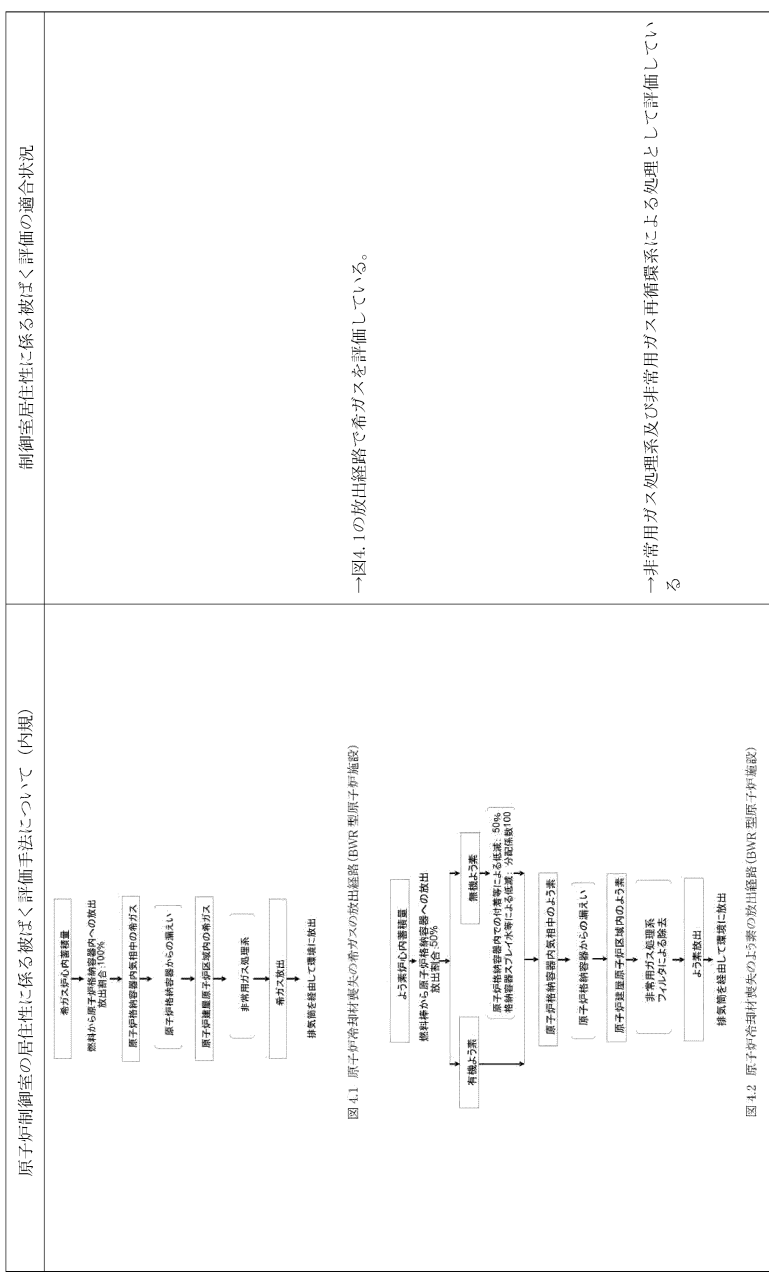 原子炉制御室の居住性に係る被ばく評価手法について（内規）
希ガス炉心内蓄積量
燃料から原子炉格納容器内への放出
放出割合:100%
原子炉格納容器内気相中の希ガス
原子炉格納容器からの漏えい
原子炉建屋原子炉区域内の希ガス
非常用ガス処理系
希ガス放出
排気筒を経由して環境に放出
図 4.1 原子炉冷却材喪失の希ガスの放出経路(BWR 型原子炉施設)
よう素炉心内蓄積量
燃料棒から原子炉格納容器への放出
放出割合:50%
有機よう素
無機よう素
原子炉格納容器内での付着等による低減: 50%
格納容器スプレイ水等による低減: 分配係数100
原子炉格納容器内気相中のよう素
原子炉格納容器からの漏えい
原子炉建屋原子炉区域内のよう素
非常用ガス処理系
フィルタによる除去
よう素放出
排気筒を経由して環境に放出
図 4.2 原子炉冷却材喪失のよう素の放出経路(BWR 型原子炉施設)
制御室居住性に係る被ばく評価の適合状況
→図4.1の放出経路で希ガスを評価している。
→非常用ガス処理系及び非常用ガス再循環系による処理として評価してい
る